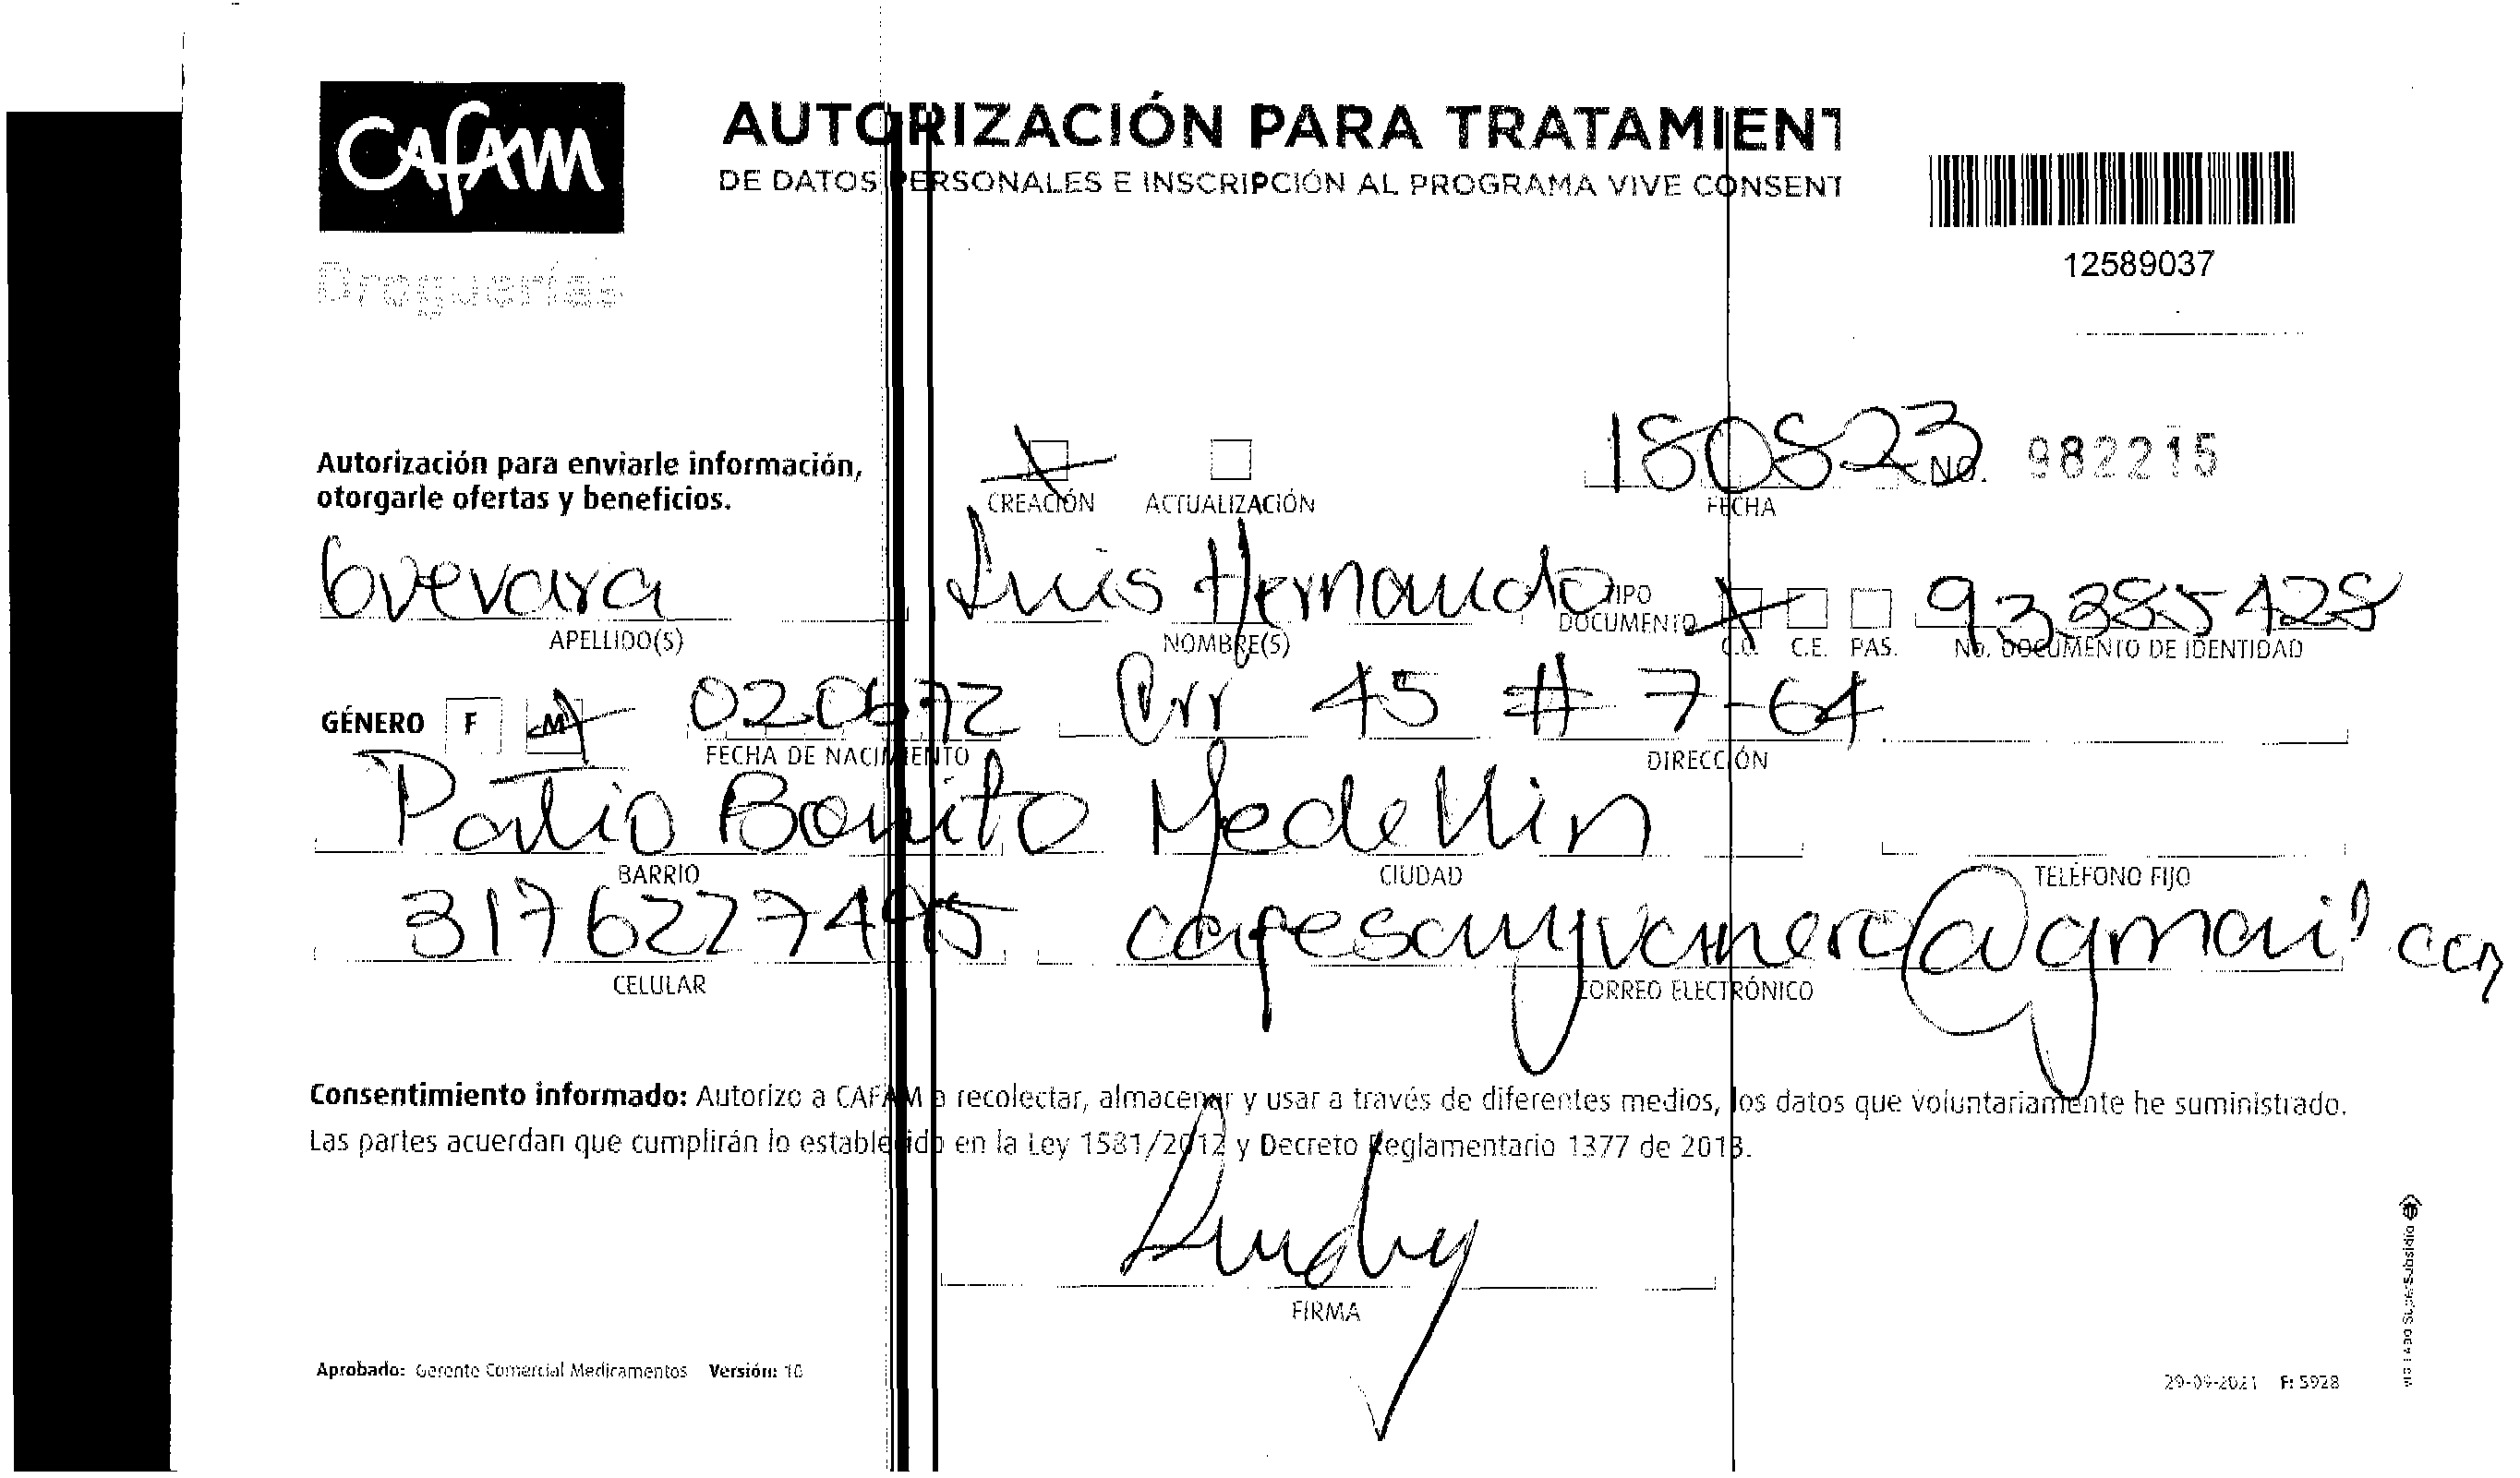 CAFAM
Droguerías
AUTORIZACIÓN PARA TRATAMIENT
DE DATOS PERSONALES E INSCRIPCIÓN AL PROGRAMA VIVE CONSENT
12589037
Autorización para enviarle información,
otorgarle ofertas y beneficios.
CREACIÓN ACTUALIZACIÓN
180823
FECHA
No. 982215
Guevara Luis Hernando
APELLIDO(S) NOMBRE(S)
TIPO DOCUMENTO C.C. C.E. PAS.
93385428
No. DOCUMENTO DE IDENTIDAD
GÉNERO F M 020672 Crr 45 # 7-64
FECHA DE NACIMIENTO DIRECCIÓN
Patio Bonito Medellin
BARRIO CIUDAD TELÉFONO FIJO
3176227495 @gmail com
CELULAR CORREO ELECTRÓNICO
Consentimiento informado: Autorizo a CAFAM a recolectar, almacenar y usar a través de diferentes medios, los datos que voluntariamente he suministrado.
Las partes acuerdan que cumplirán lo establecido en la Ley 1581/2012 y Decreto Reglamentario 1377 de 2013.
FIRMA
Aprobado: Gerente Comercial Medicamentos Versión: 10
29-09-2021 F: 5928
VIGILADO SuperSubsidio